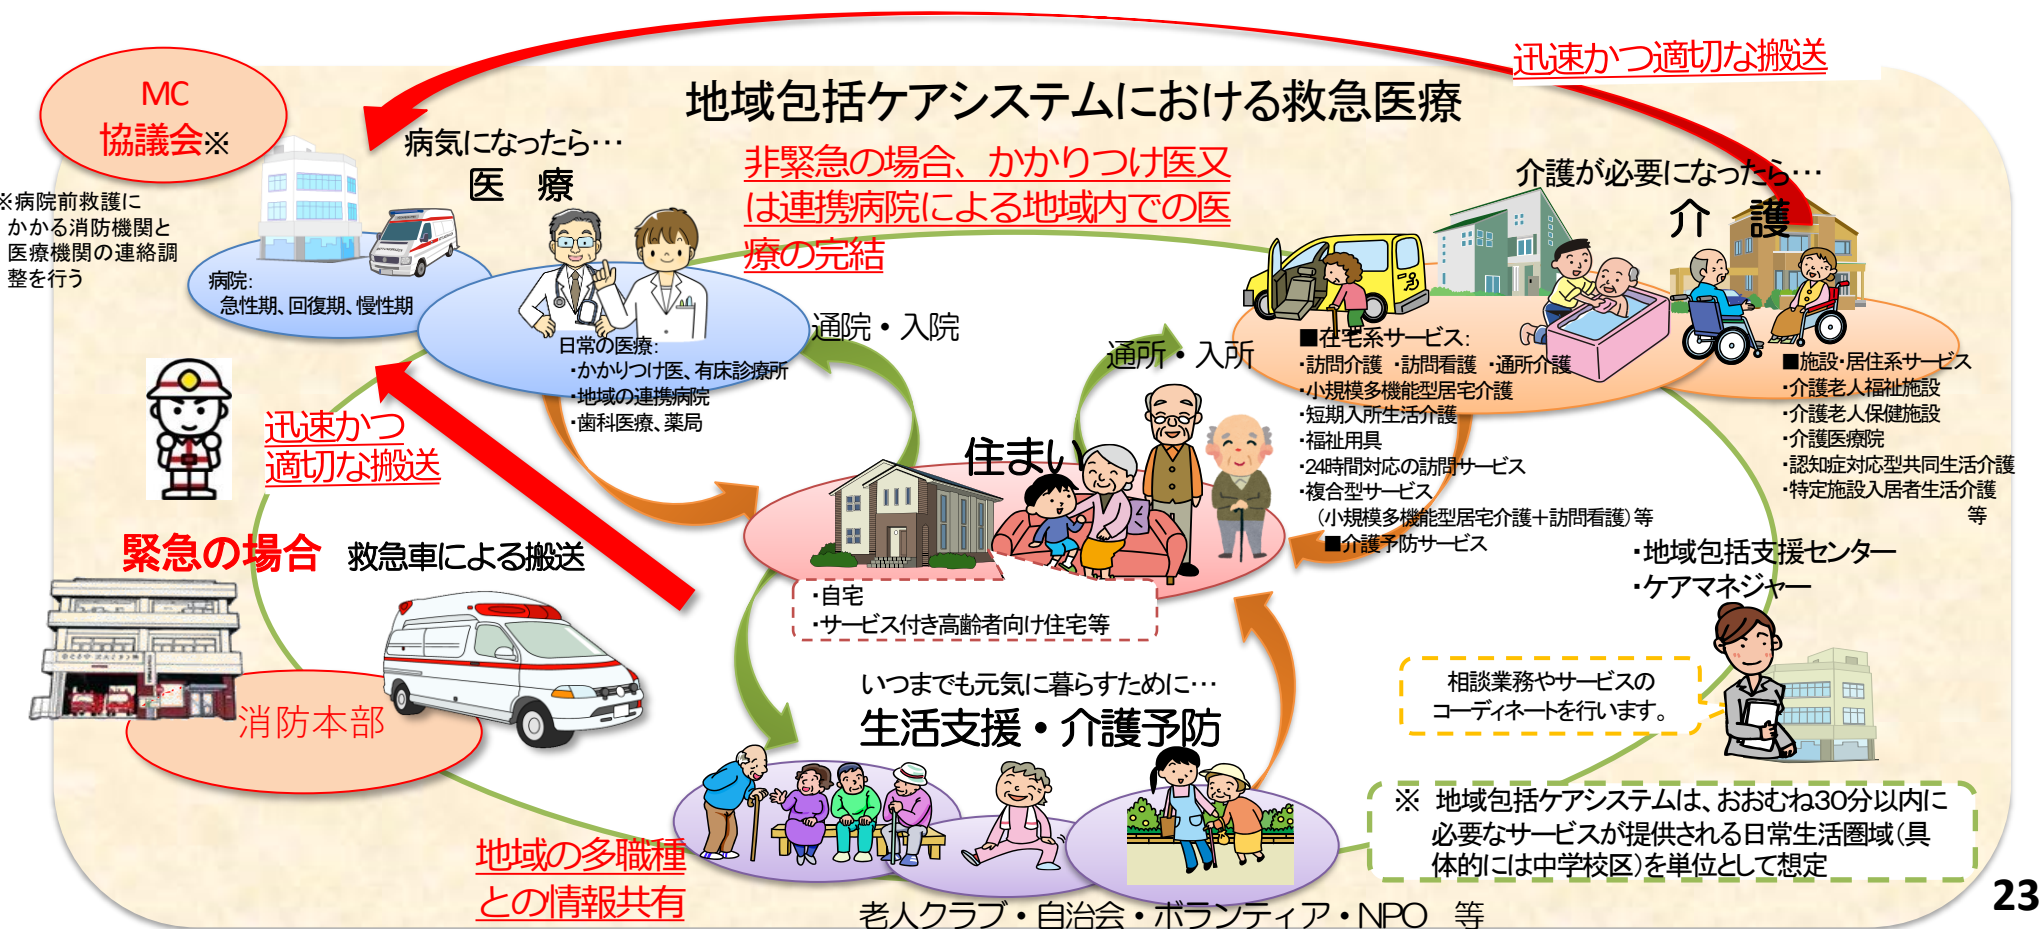 迅速かつ適切な搬送
MC
協議会※
地域包括ケアシステムにおける救急医療
※病院前救護に
かかる消防機関と
医療機関の連絡調
整を行う
病気になったら…
医 療
非緊急の場合、かかりつけ医又
は連携病院による地域内での医
療の完結
介護が必要になったら…
介 護
病院:
急性期、回復期、慢性期
日常の医療:
・かかりつけ医、有床診療所
・地域の連携病院
・歯科医療、薬局
通院・入院
通所・入所
■在宅系サービス:
・訪問介護 ・訪問看護 ・通所介護
・小規模多機能型居宅介護
・短期入所生活介護
・福祉用具
・24時間対応の訪問サービス
・複合型サービス
(小規模多機能型居宅介護+訪問看護)等
■介護予防サービス
■施設・居住系サービス
・介護老人福祉施設
・介護老人保健施設
・介護医療院
・認知症対応型共同生活介護
・特定施設入居者生活介護
等
迅速かつ
適切な搬送
住まい
緊急の場合 救急車による搬送
・自宅
・サービス付き高齢者向け住宅等
・地域包括支援センター
・ケアマネジャー
相談業務やサービスの
コーディネートを行います。
消防本部
いつまでも元気に暮らすために…
生活支援・介護予防
地域の多職種
との情報共有
老人クラブ・自治会・ボランティア・NPO 等
※ 地域包括ケアシステムは、おおむね30分以内に
必要なサービスが提供される日常生活圏域(具
体的には中学校区)を単位として想定
23